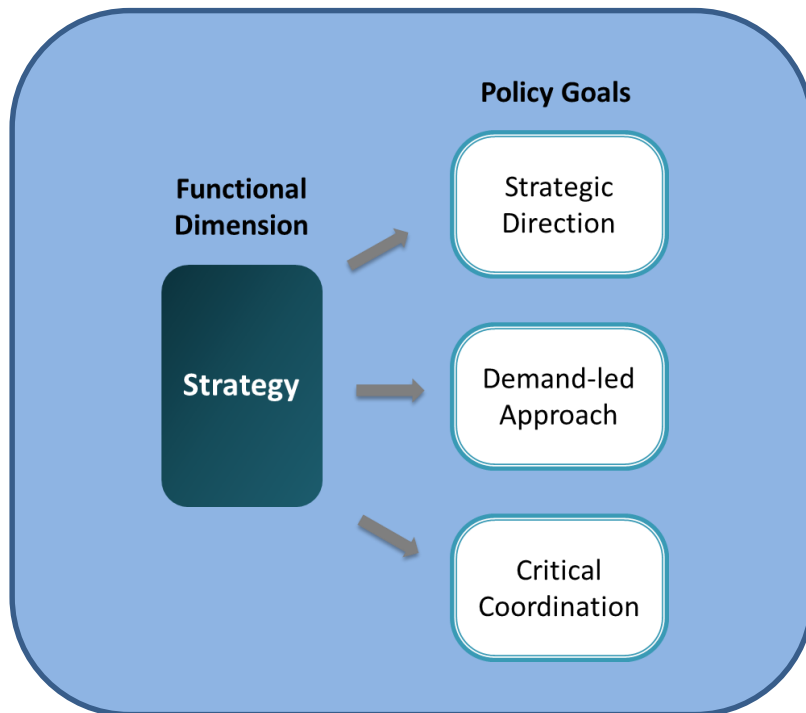 Policy Goals
Functional
Dimension
Strategy
Strategic
Direction
Demand-led
Approach
Critical
Coordination